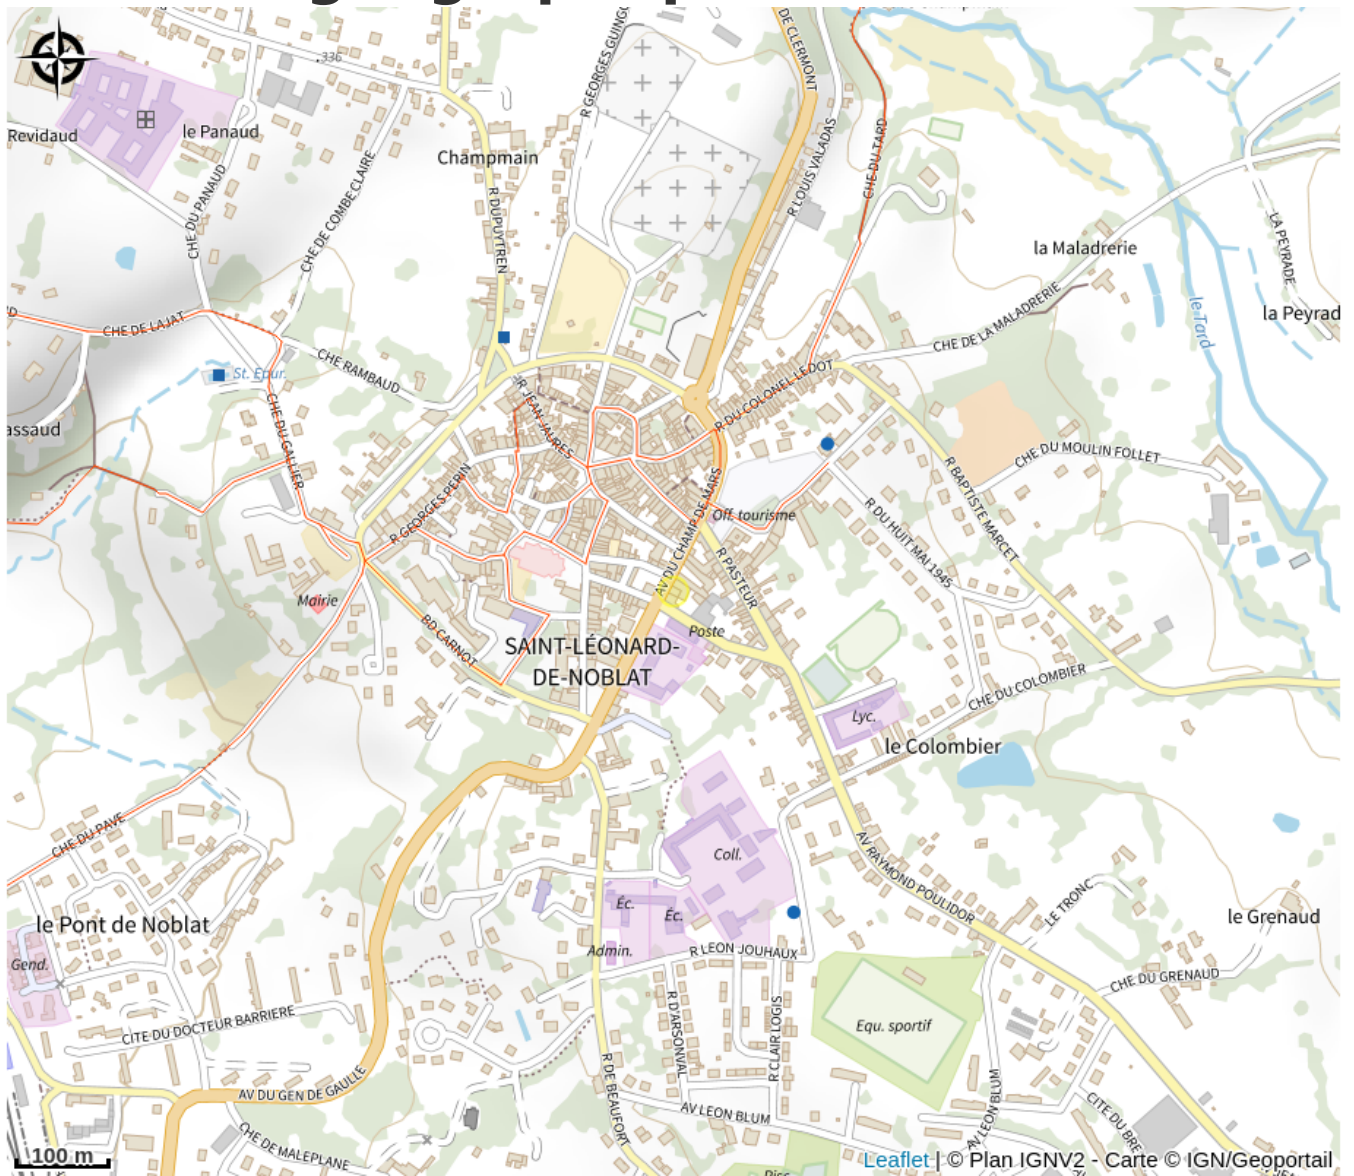 DE CLERMONT
R GEORGES GUINGO
.336
Revidaud
le Panaud
Champmain
CHE DU PANAUD
CHE DE COMBE CLAIRE
R DUPUYTREN
R LOUIS VALADAS
CHE DU TARD
la Maladrerie
LA PEYRADE
la Peyrad
le Tard
CHE DE LAJAT
CHE DE LA MALADRERIE
CHE RAMBAUD
St. Epur.
R JEAN JAURES
R DU COLONEL LEDOT
assaud
CHE DU GALLIER
R GEORGES PERIN
AV DU CHAMP DE MARS
CHE DU MOULIN FOLLET
R BAPTISTE MARCET
Off. tourisme
R DU HUIT MAI 1945
R PASTEUR
Mairie
BD CARNOT
Poste
SAINT-LÉONARD-
DE-NOBLAT
CHE DU COLOMBIER
Lyc.
le Colombier
CHE DU PAVE
Coll.
AV RAYMOND POULIDOR
LE TRONC
Éc.
Éc.
le Pont de Noblat
le Grenaud
Admin.
R LEON JOUHAUX
Gend.
CHE DU GRENAUD
CITE DU DOCTEUR BARRIERE
R D'ARSONVAL
R CLAIR LOGIS
Equ. sportif
AV DU GEN DE GAULLE
R DE BEAUFORT
AV LEON BLUM
AV LEON BLUM
CITE DU BRE
CHE DE MALEPLANE
100 m
Leaflet | © Plan IGNV2 - Carte © IGN/Geoportail